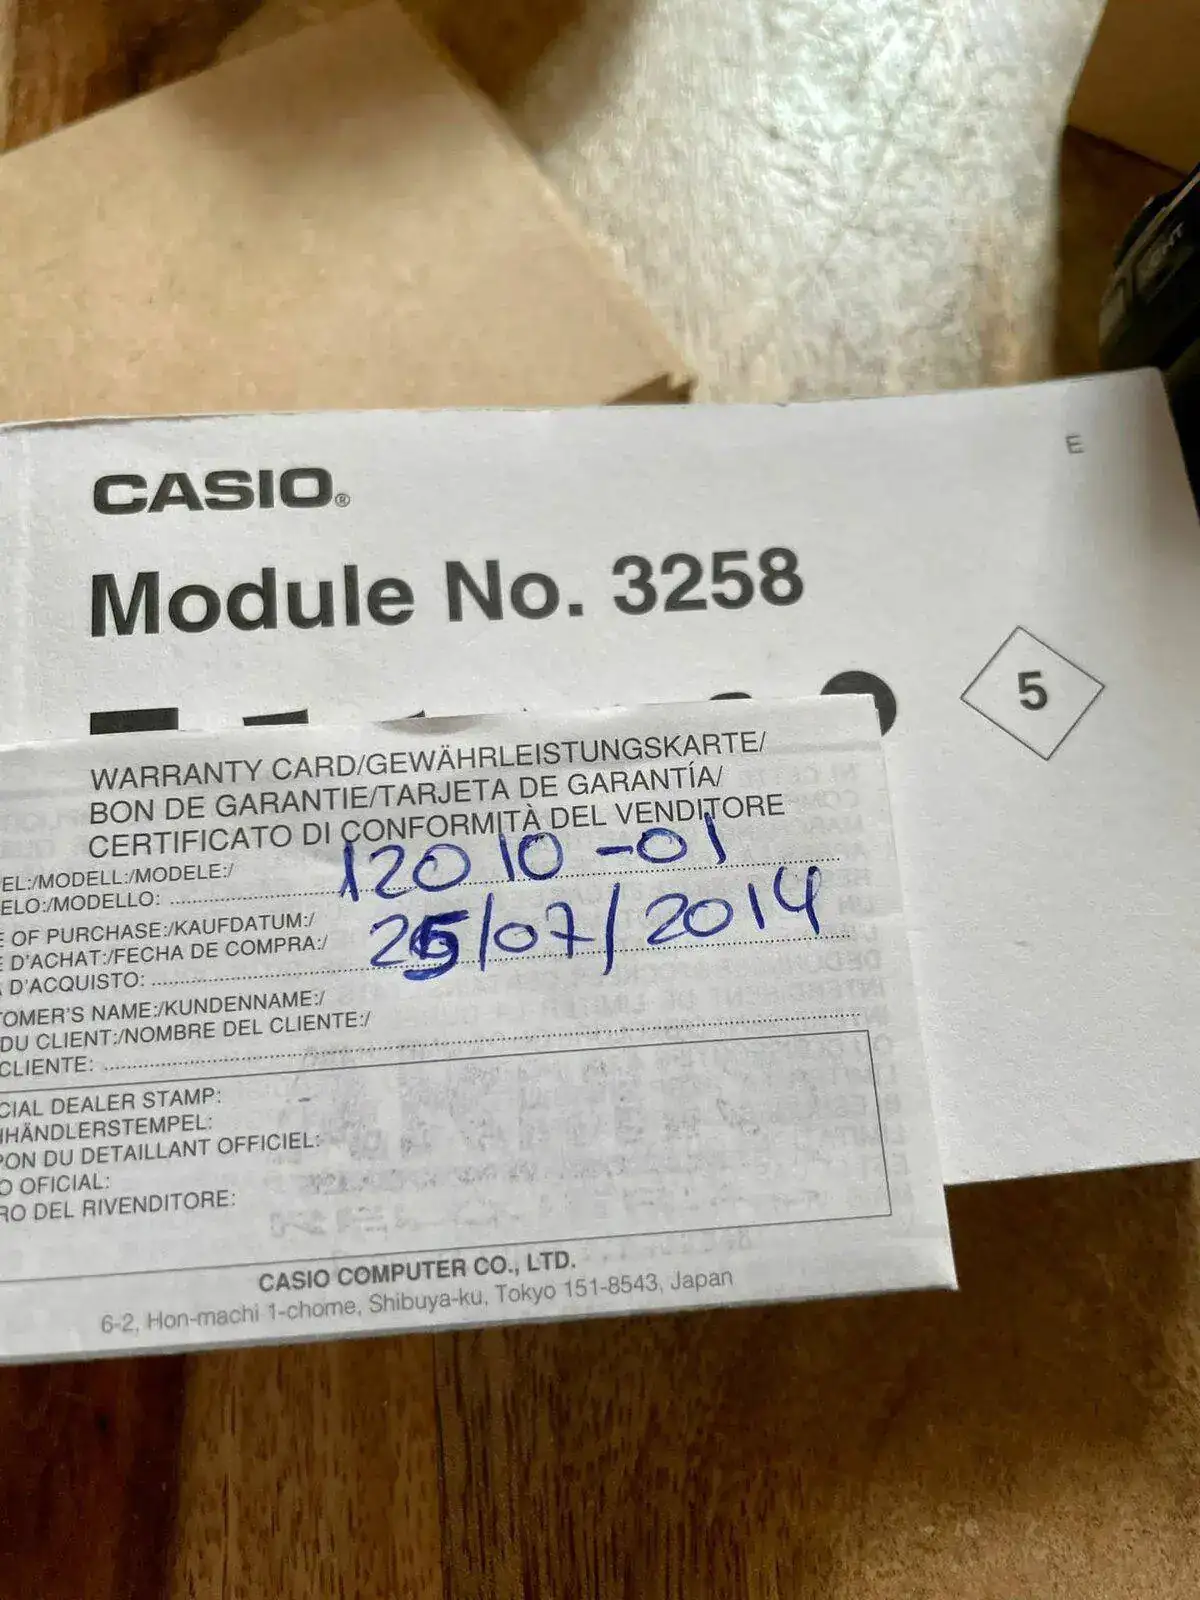 E
CASIO®
Module No. 3258
5
WARRANTY CARD/GEWÄHRLEISTUNGSKARTE/
BON DE GARANTIE/TARJETA DE GARANTÍA/
CERTIFICATO DI CONFORMITÀ DEL VENDITORE
EL:/MODELL:/MODELE:/
ELO:/MODELLO: 12010-01
E OF PURCHASE:/KAUFDATUM:/
E D'ACHAT:/FECHA DE COMPRA:/ 25/07/2014
A D'ACQUISTO:
TOMER'S NAME:/KUNDENNAME:/
DU CLIENT:/NOMBRE DEL CLIENTE:/
CLIENTE:
CIAL DEALER STAMP:
HHÄNDLERSTEMPEL:
PON DU DETAILLANT OFFICIEL:
O OFICIAL:
RO DEL RIVENDITORE:
CASIO COMPUTER CO., LTD.
6-2, Hon-machi 1-chome, Shibuya-ku, Tokyo 151-8543, Japan